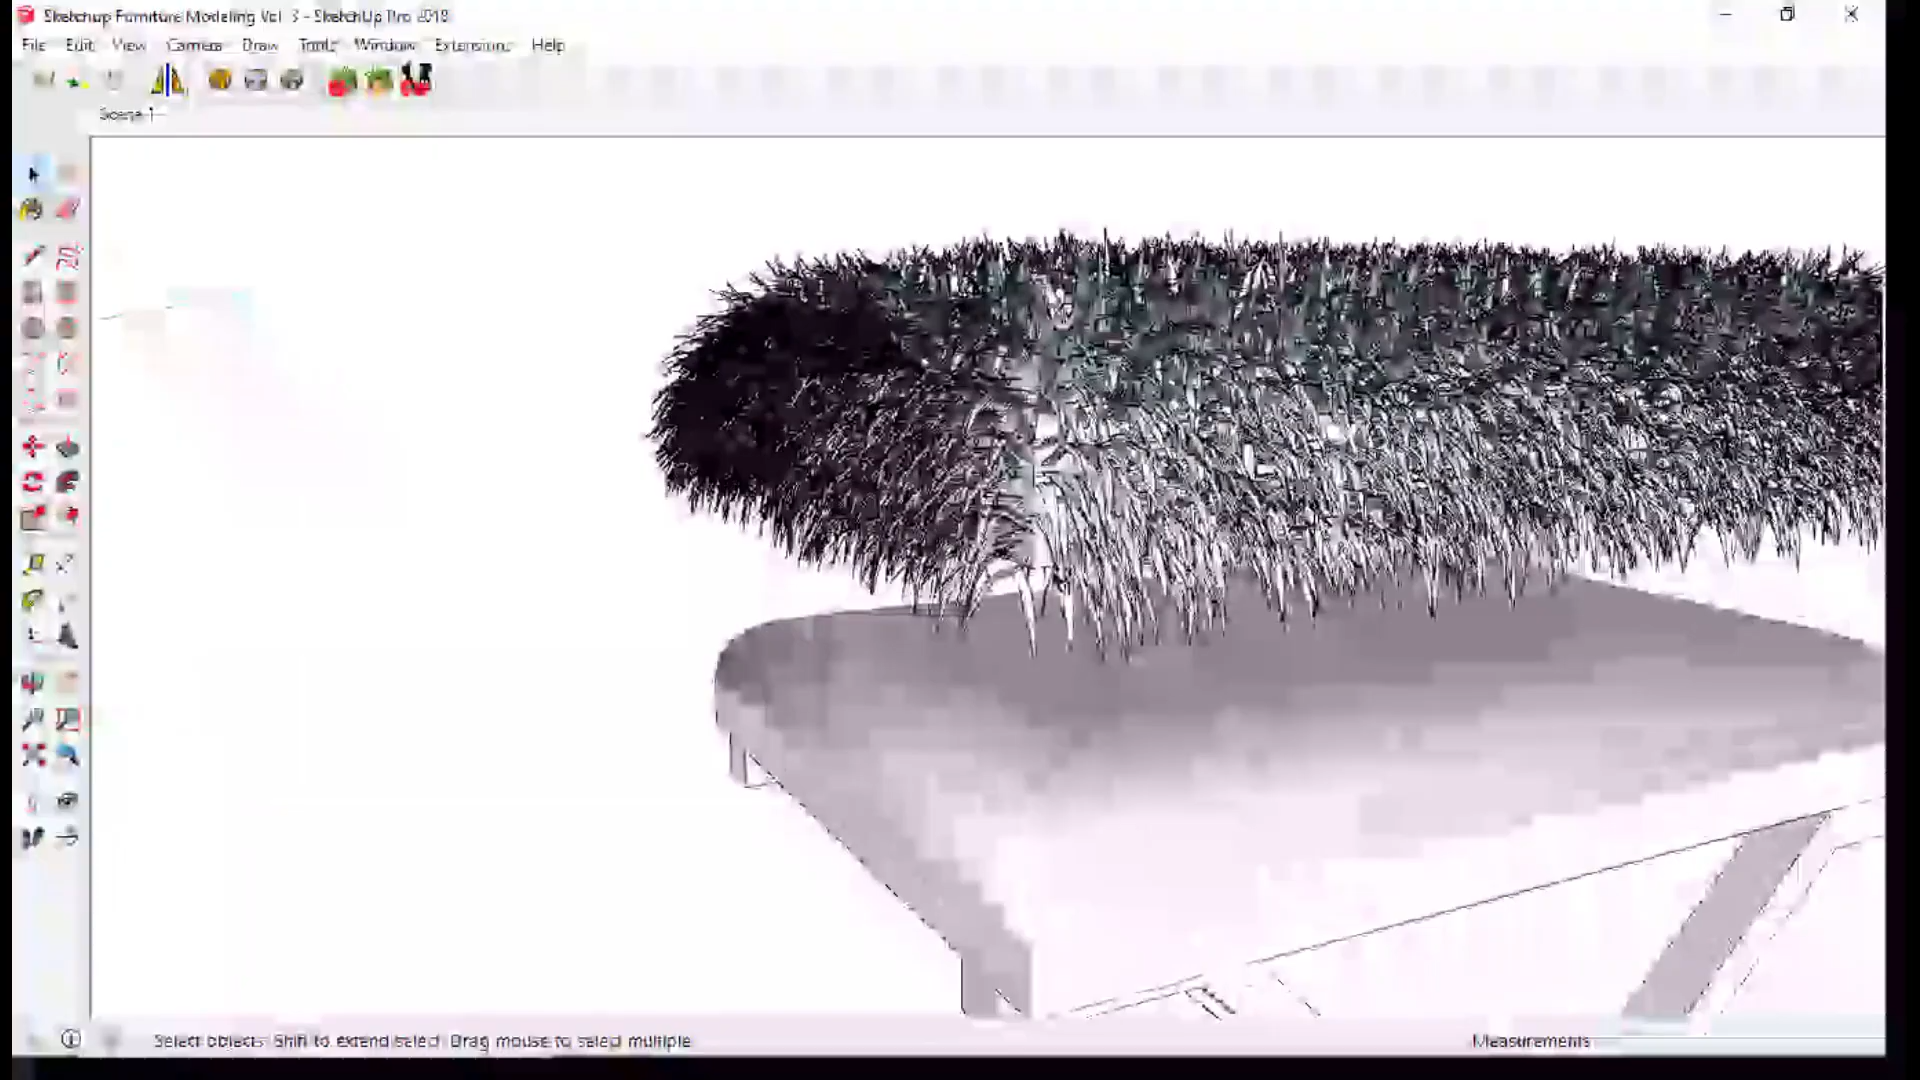 Sketchup Furniture Modeling Vol. 3 - SketchUp Pro 2018
File Edit View Camera Draw Tools Window Extensions Help
Scene 1
Select objects. Shift to extend select. Drag mouse to select multiple.
Measurements